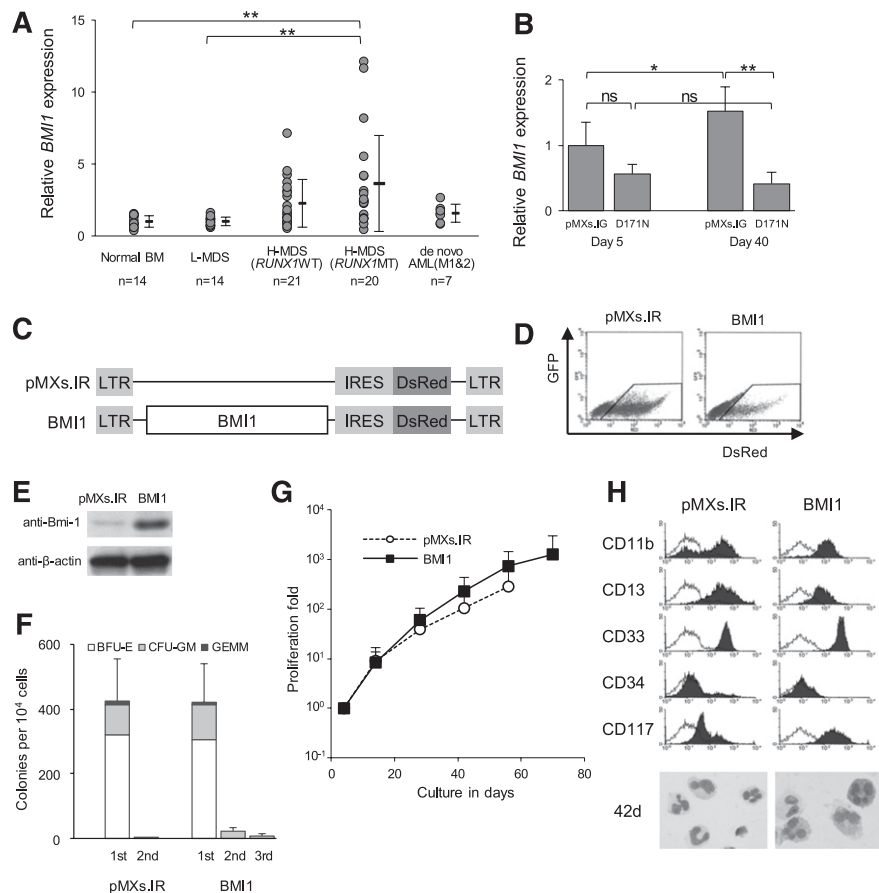 A
Relative BMI1 expression
15
10
5
0
**
**
Normal BM
L-MDS
H-MDS
(RUNX1WT)
H-MDS
(RUNX1MT)
de novo
AML(M1&2)
n=14
n=14
n=21
n=20
n=7
B
Relative BMI1 expression
2
1
0
*
**
ns
ns
pMXs.IG
D171N
pMXs.IG
D171N
Day 5
Day 40
C
pMXs.IR
LTR
IRES
DsRed
LTR
BMI1
LTR
BMI1
IRES
DsRed
LTR
D
pMXs.IR
BMI1
GFP
DsRed
E
pMXs.IR
BMI1
anti-Bmi-1
anti-β-actin
F
Colonies per 10⁴ cells
600
400
200
0
BFU-E
CFU-GM
GEMM
1st
2nd
1st
2nd
3rd
pMXs.IR
BMI1
G
Proliferation fold
10⁴
10³
10²
10¹
10⁰
10⁻¹
pMXs.IR
BMI1
0
20
40
60
80
Culture in days
H
pMXs.IR
BMI1
CD11b
CD13
CD33
CD34
CD117
42d